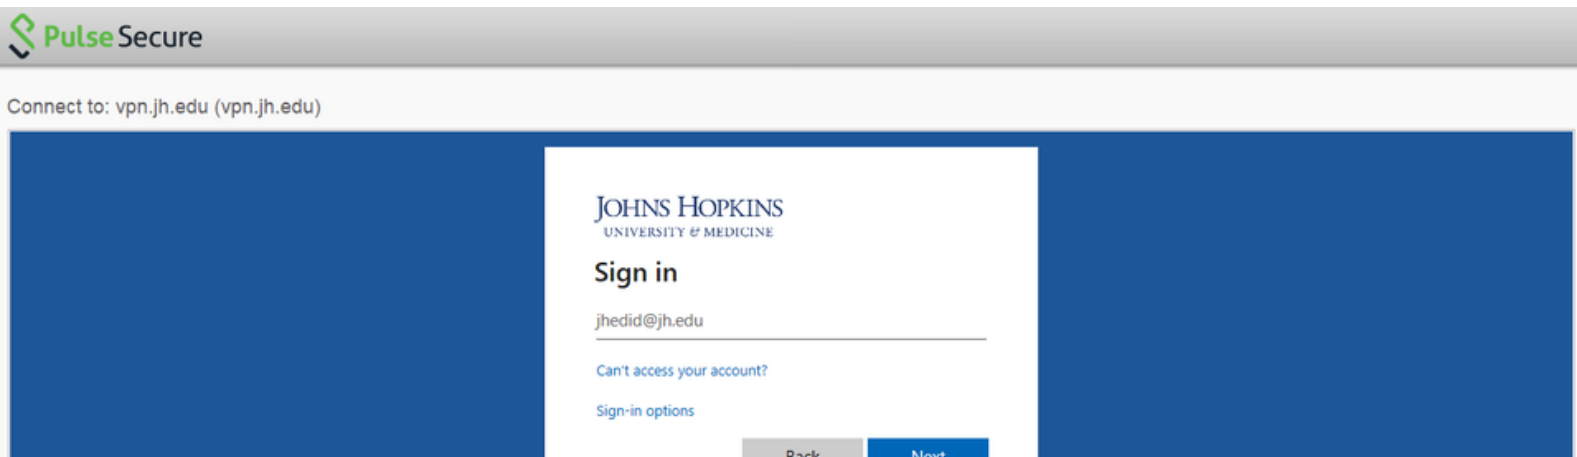 Pulse Secure
Connect to: vpn.jh.edu (vpn.jh.edu)
JOHNS HOPKINS
UNIVERSITY & MEDICINE
Sign in
jhedid@jh.edu
Can't access your account?
Sign-in options
Back Next